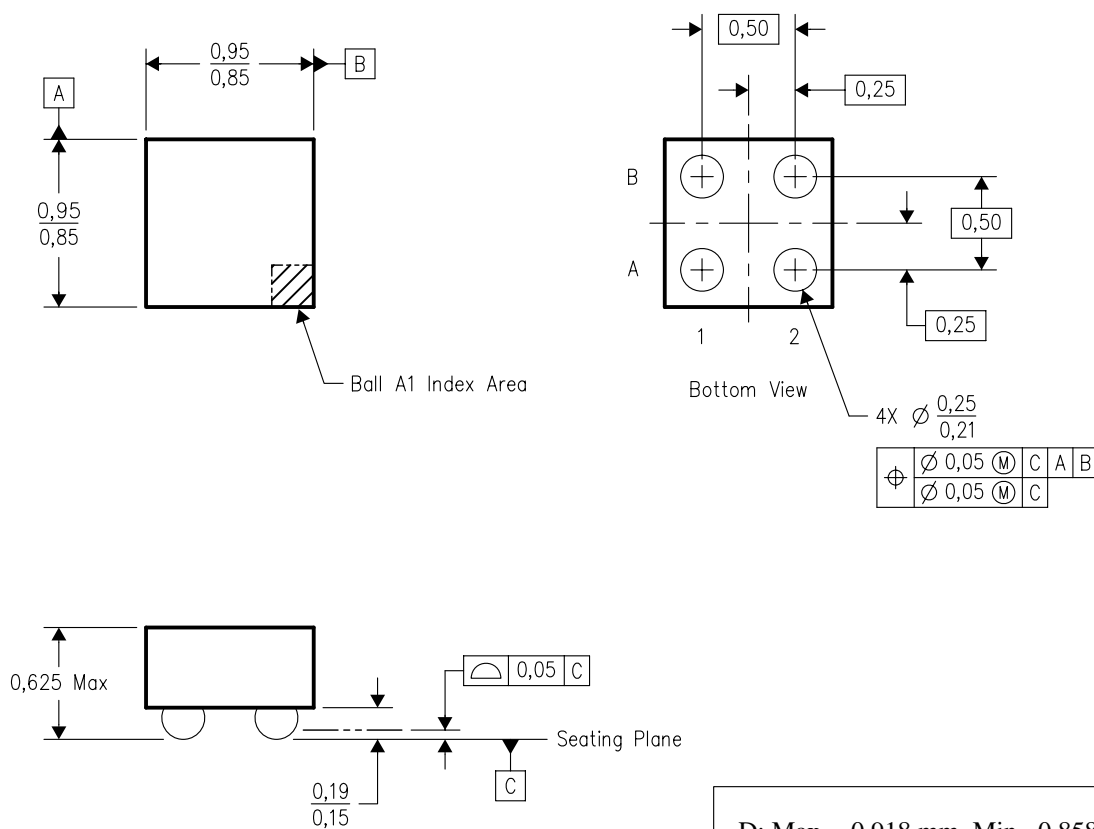 0,95
0,85
B
A
0,95
0,85
Ball A1 Index Area
0,50
0,25
B
A
0,50
0,25
1 2
Bottom View
4X Ø 0,25
0,21
⌖ Ø 0,05 Ⓜ C A B
Ø 0,05 Ⓜ C
0,625 Max
⌓ 0,05 C
Seating Plane
C
0,19
0,15